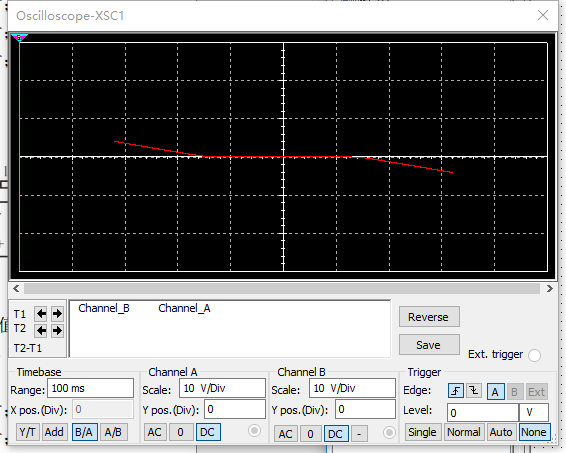 Oscilloscope-XSC1
T1
T2
T2-T1
Channel_B Channel_A
Reverse
Save
Ext. trigger
Timebase
Range: 100 ms
X pos.(Div): 0
Y/T Add B/A A/B
Channel A
Scale: 10 V/Div
Y pos.(Div): 0
AC 0 DC
Channel B
Scale: 10 V/Div
Y pos.(Div): 0
AC 0 DC -
Trigger
Edge: A B Ext
Level: 0 V
Single Normal Auto None
值